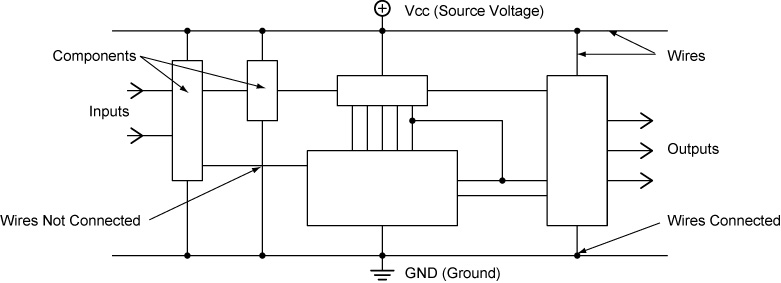 Vcc (Source Voltage)
Components
Wires
Inputs
Outputs
Wires Not Connected
Wires Connected
GND (Ground)